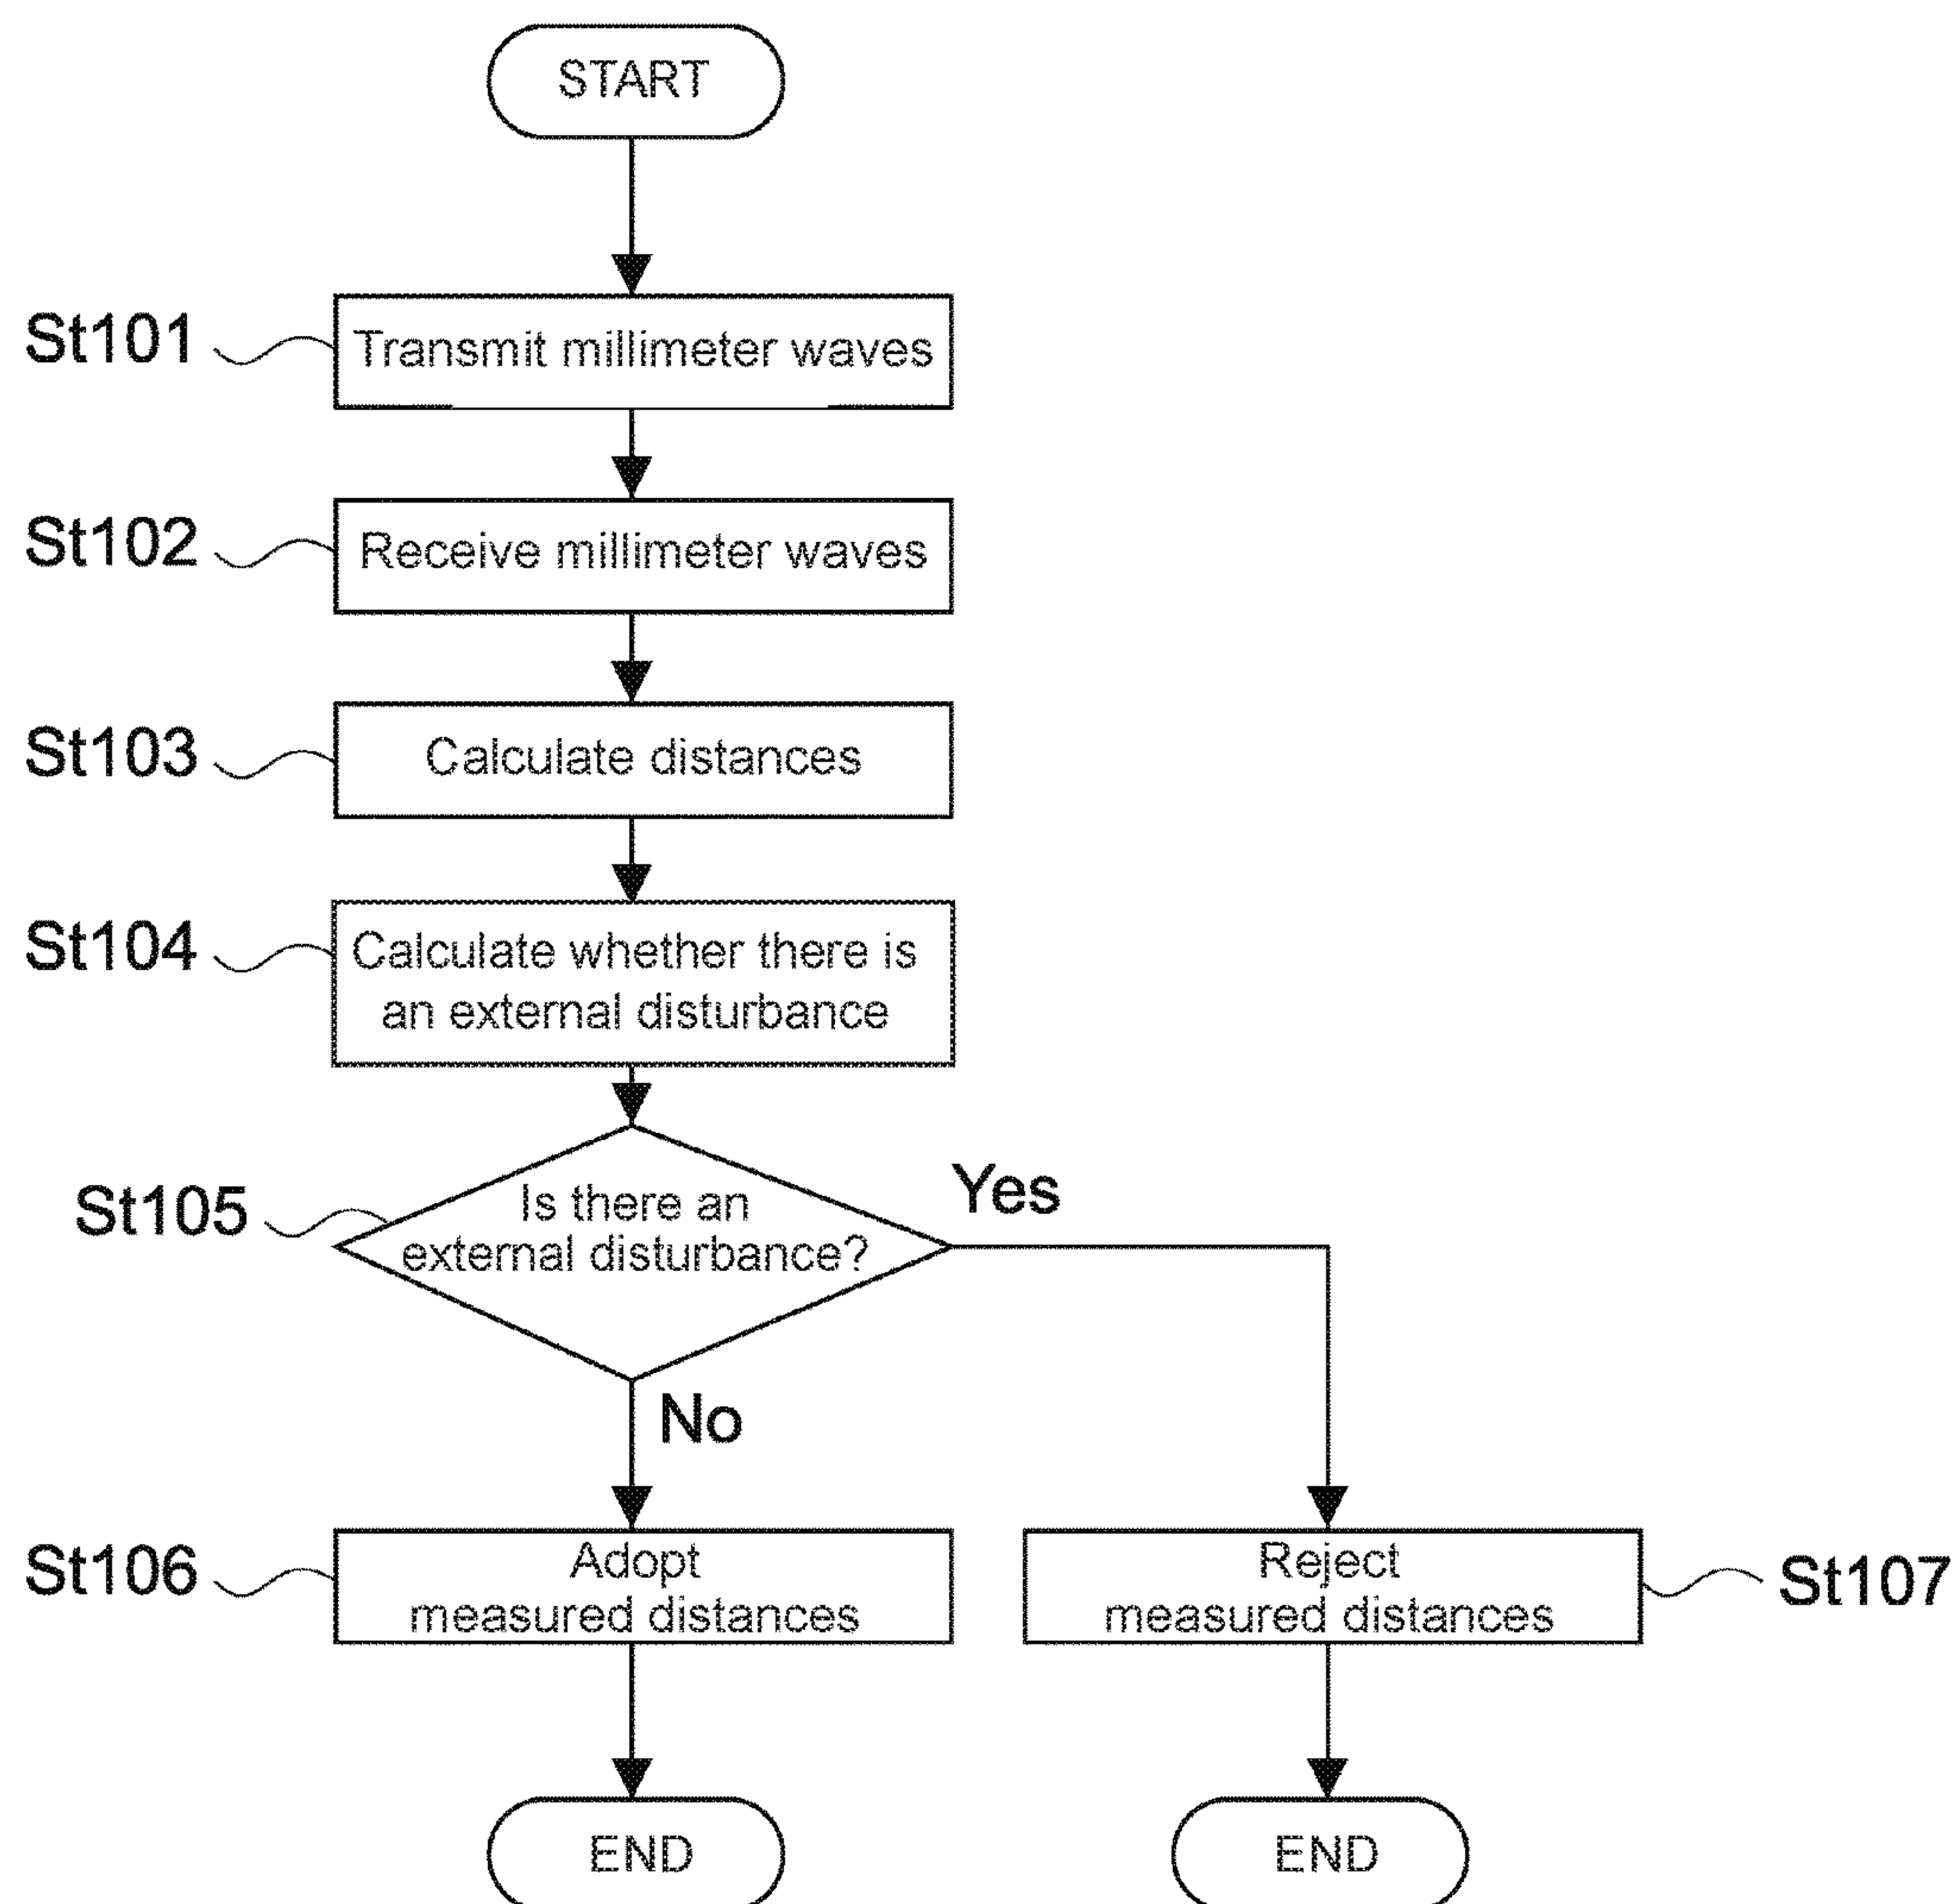 START
St101
Transmit millimeter waves
St102
Receive millimeter waves
St103
Calculate distances
St104
Calculate whether there is
an external disturbance
St105
Is there an
external disturbance?
Yes
No
St106
Adopt
measured distances
Reject
measured distances
St107
END
END